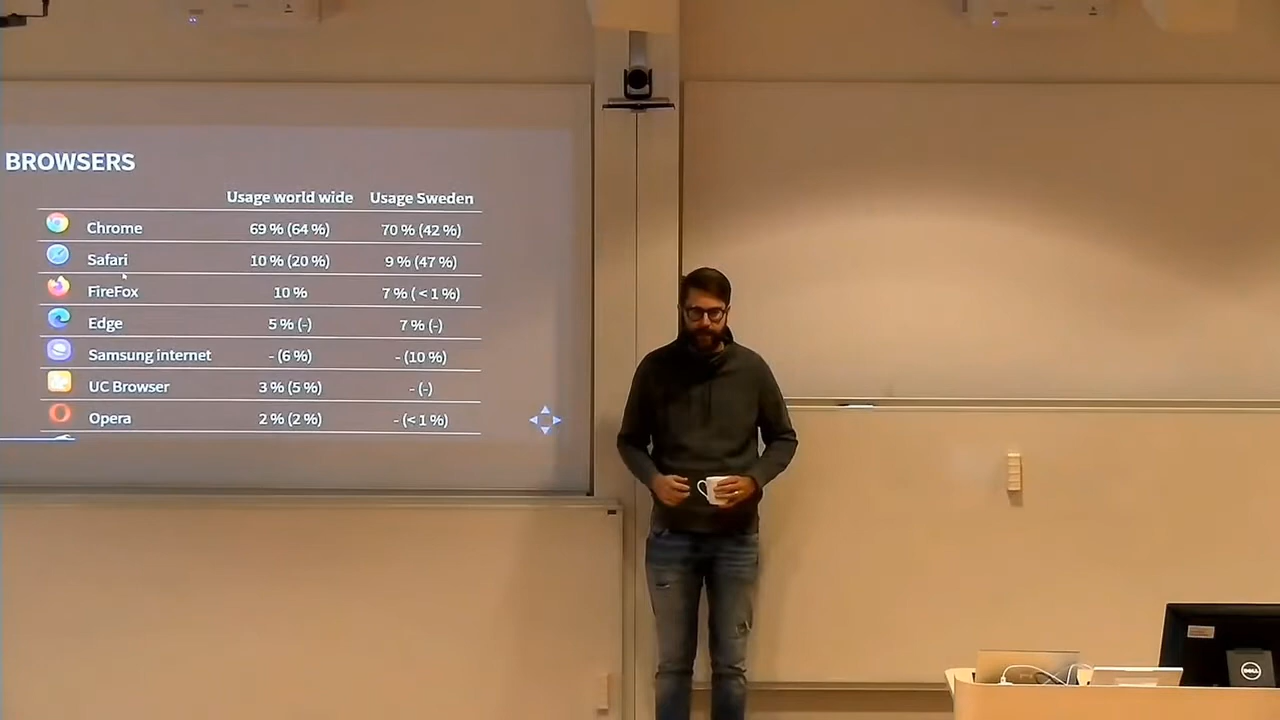 BROWSERS
Usage world wide Usage Sweden
Chrome 69 % (64 %) 70 % (42 %)
Safari 10 % (20 %) 9 % (47 %)
FireFox 10 % 7 % ( < 1 %)
Edge 5 % (-) 7 % (-)
Samsung internet - (6 %) - (10 %)
UC Browser 3 % (5 %) - (-)
Opera 2 % (2 %) - (< 1 %)
DELL